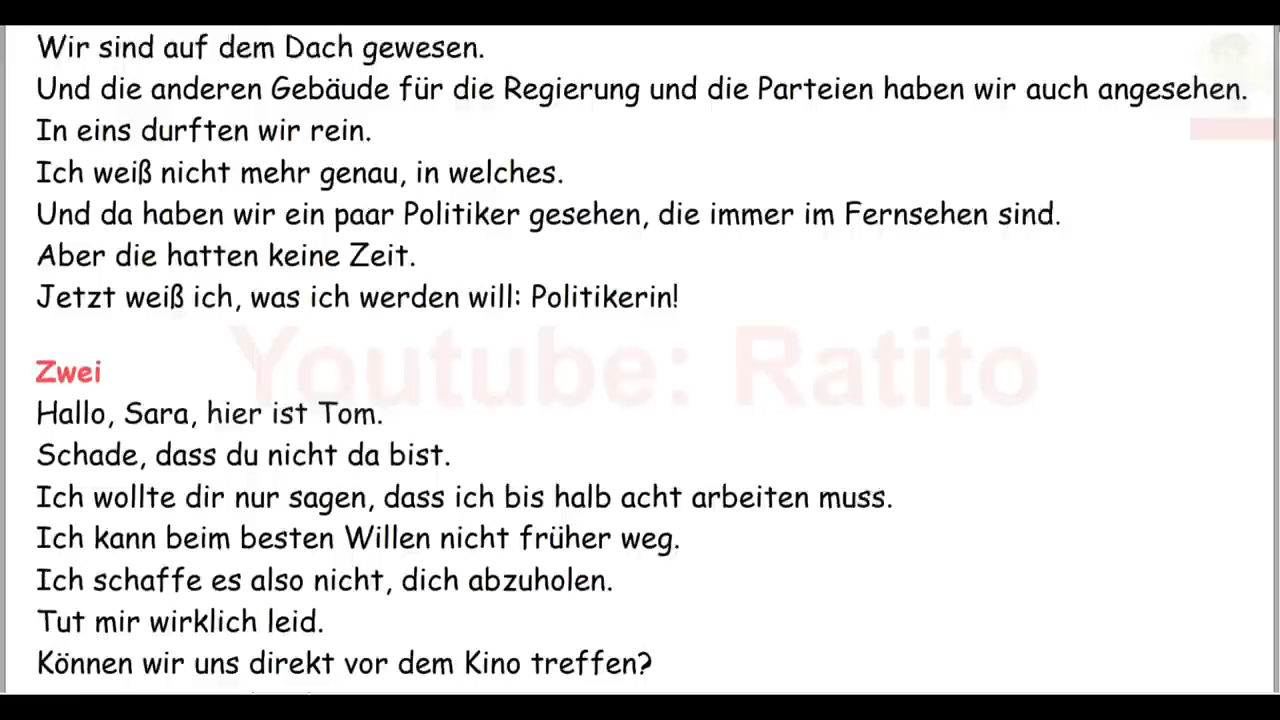 Wir sind auf dem Dach gewesen.
Und die anderen Gebäude für die Regierung und die Parteien haben wir auch angesehen.
In eins durften wir rein.
Ich weiß nicht mehr genau, in welches.
Und da haben wir ein paar Politiker gesehen, die immer im Fernsehen sind.
Aber die hatten keine Zeit.
Jetzt weiß ich, was ich werden will: Politikerin!
Youtube: Ratito
Zwei
Hallo, Sara, hier ist Tom.
Schade, dass du nicht da bist.
Ich wollte dir nur sagen, dass ich bis halb acht arbeiten muss.
Ich kann beim besten Willen nicht früher weg.
Ich schaffe es also nicht, dich abzuholen.
Tut mir wirklich leid.
Können wir uns direkt vor dem Kino treffen?